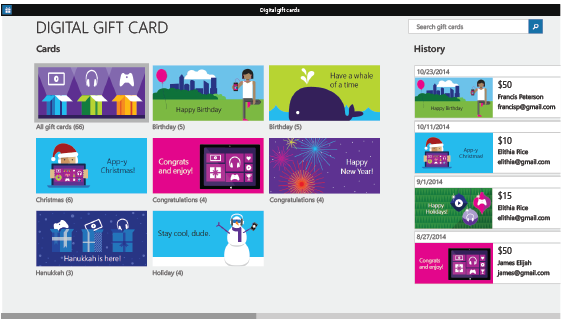 Digital gift cards
DIGITAL GIFT CARD
Search gift cards
Cards
All gift cards (66)
Happy Birthday
Birthday (5)
Have a whale
of a time
Birthday (5)
App-y
Christmas!
Christmas (6)
Congrats
and enjoy!
Congratulations (4)
Happy
New Year!
Congratulations (4)
Hanukkah is here!
Hanukkah (3)
Stay cool, dude.
Holiday (4)
History
10/23/2014
Happy Birthday
$50
Francis Peterson
francisp@gmail.com
10/11/2014
App-y
Christmas!
$10
Elithie Rice
elithie@gmail.com
9/1/2014
Happy
Holidays!
$15
Elithie Rice
elithie@gmail.com
8/27/2014
Congrats
and enjoy!
$50
James Elijah
james@gmail.com